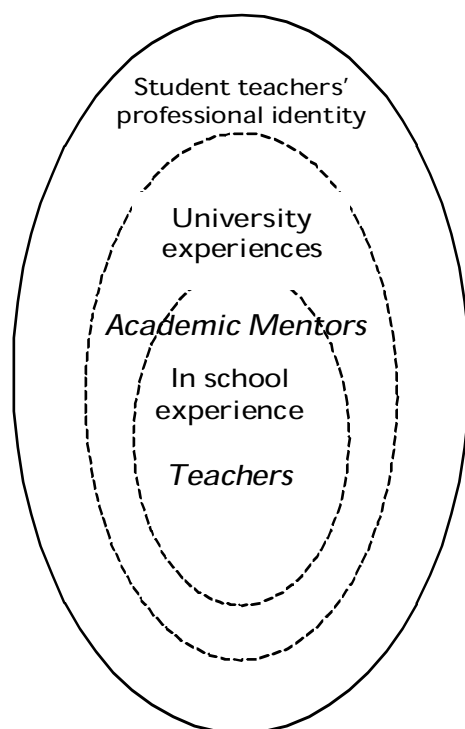 Student teachers’
professional identity
University
experiences
Academic Mentors
In school
experience
Teachers